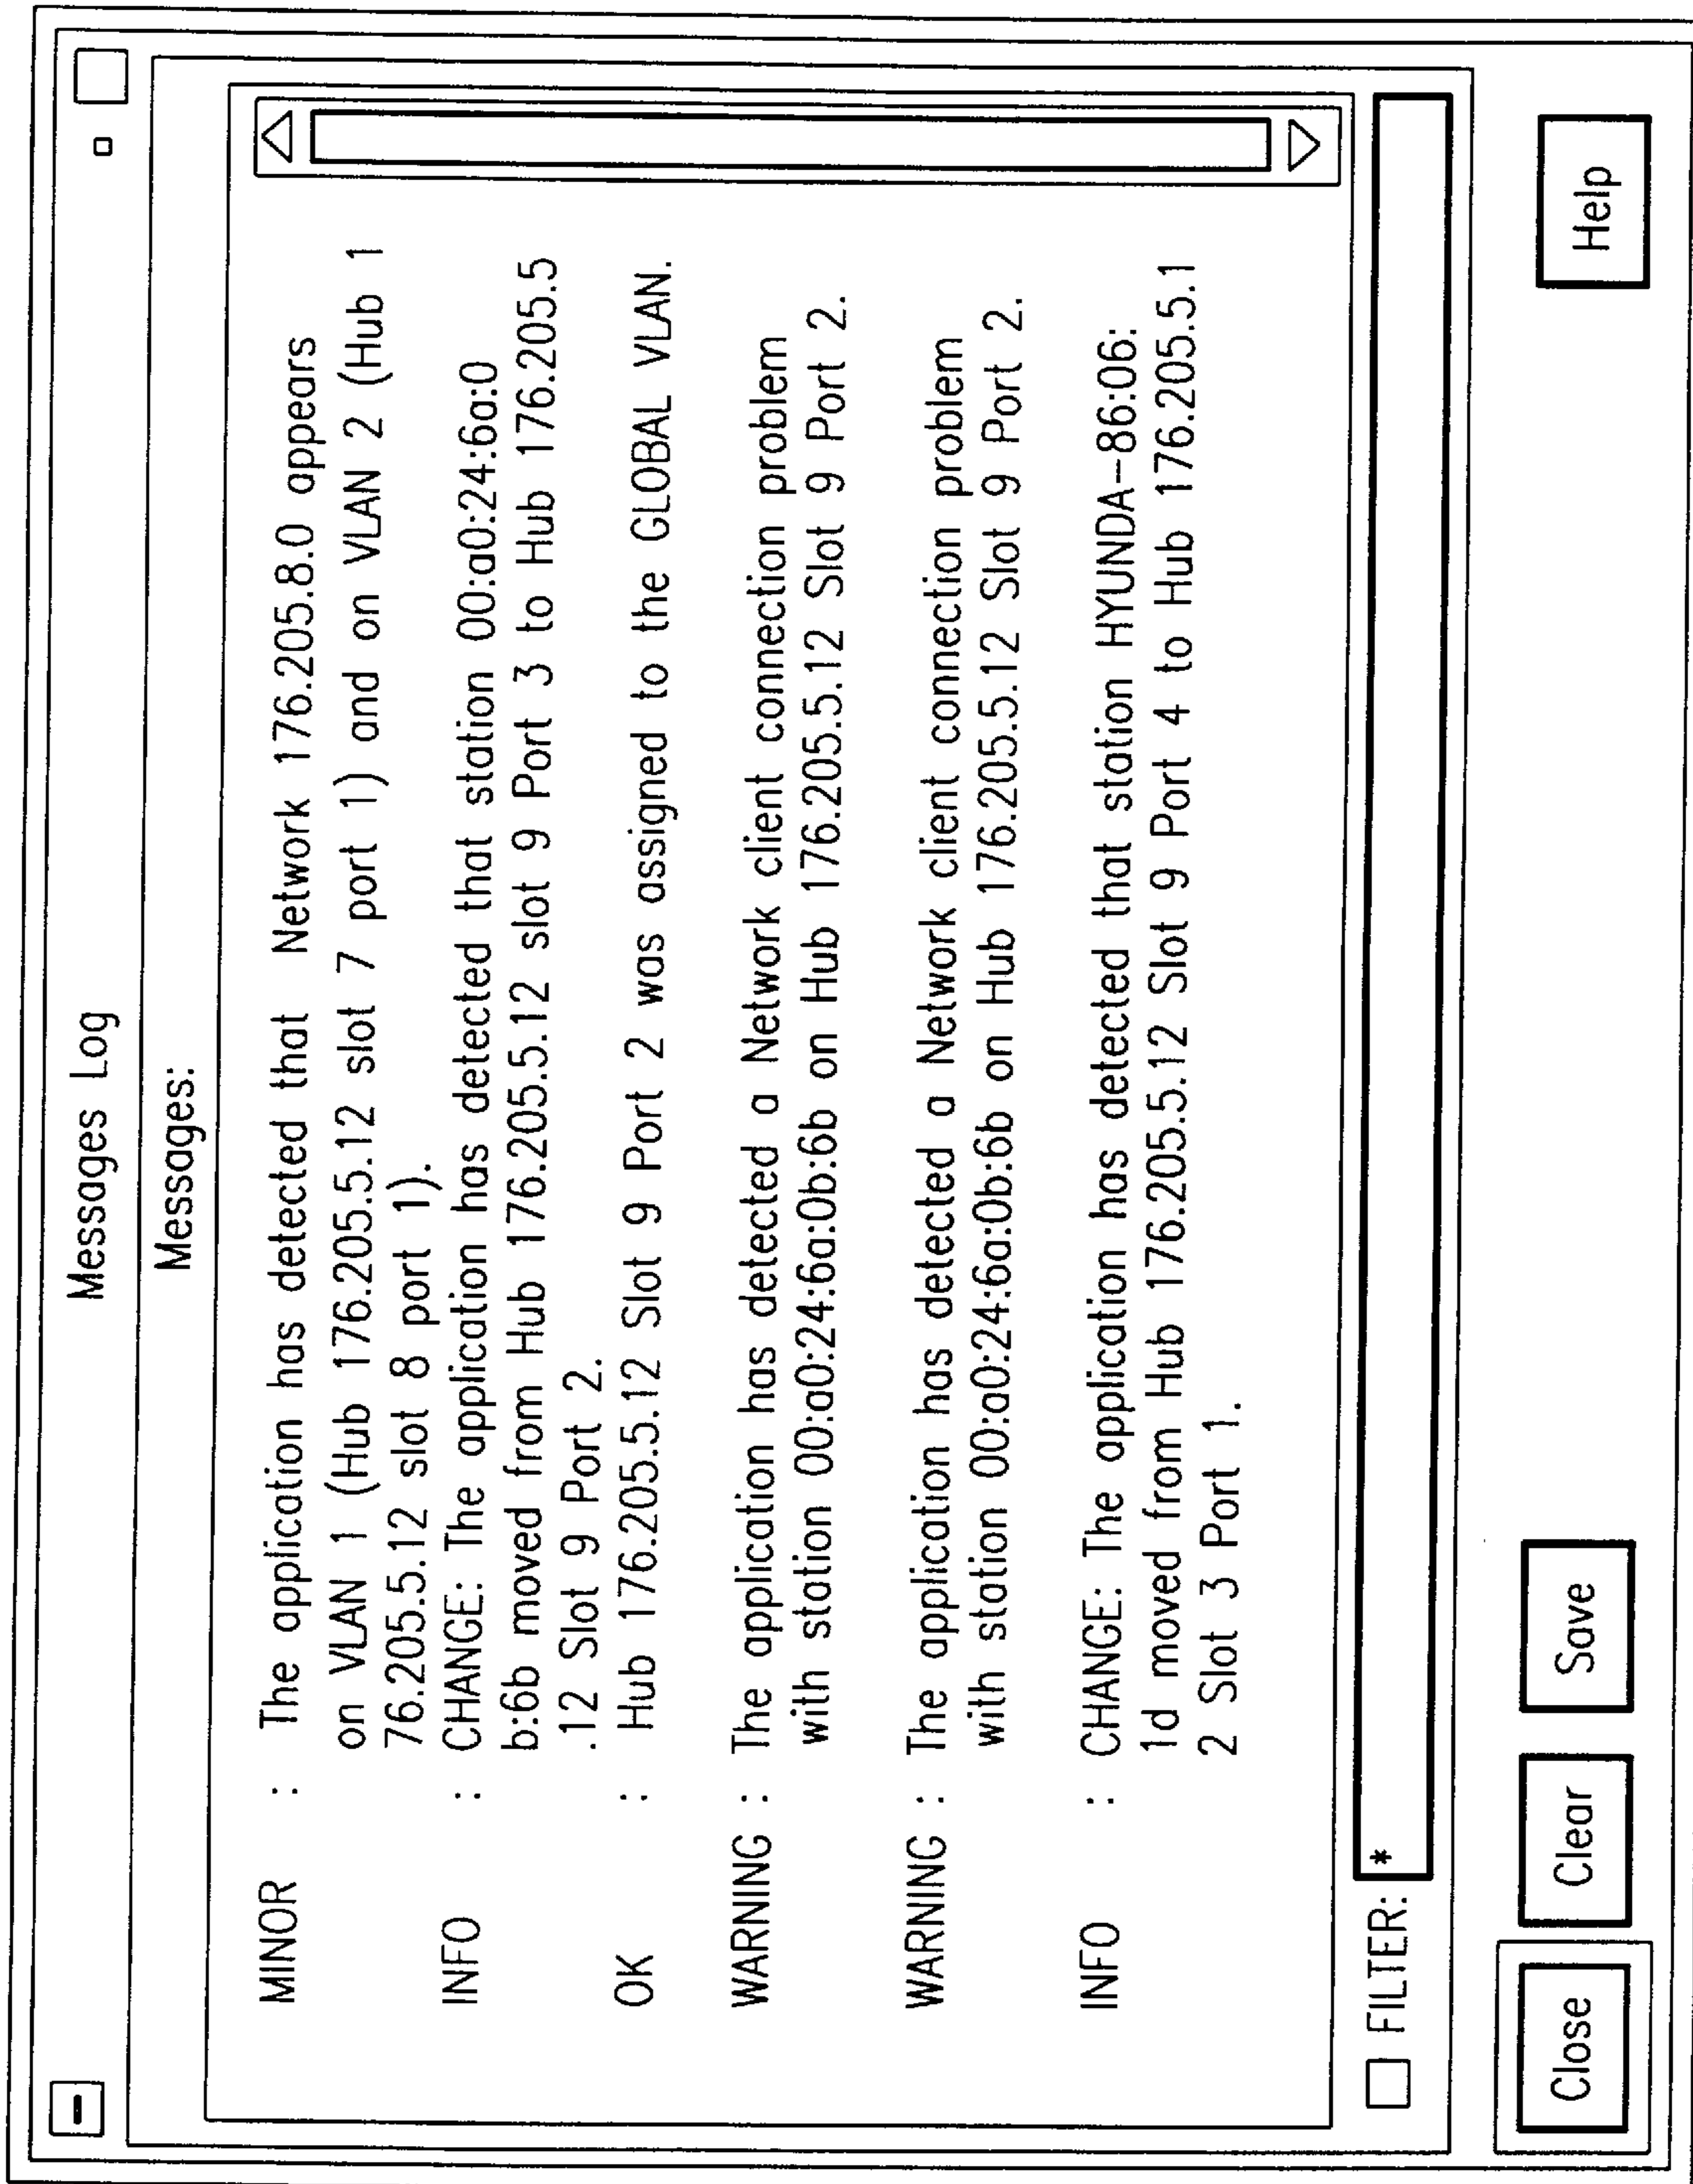 Messages Log
Messages:
MINOR : The application has detected that Network 176.205.8.0 appears
on VLAN 1 (Hub 176.205.5.12 slot 7 port 1) and on VLAN 2 (Hub 1
76.205.5.12 slot 8 port 1).
INFO : CHANGE: The application has detected that station 00:a0:24:6a:0
b:6b moved from Hub 176.205.5.12 slot 9 Port 3 to Hub 176.205.5
.12 Slot 9 Port 2.
OK : Hub 176.205.5.12 Slot 9 Port 2 was assigned to the GLOBAL VLAN.
WARNING : The application has detected a Network client connection problem
with station 00:a0:24:6a:0b:6b on Hub 176.205.5.12 Slot 9 Port 2.
WARNING : The application has detected a Network client connection problem
with station 00:a0:24:6a:0b:6b on Hub 176.205.5.12 Slot 9 Port 2.
INFO : CHANGE: The application has detected that station HYUNDA--86:06:
1d moved from Hub 176.205.5.12 Slot 9 Port 4 to Hub 176.205.5.1
2 Slot 3 Port 1.
FILTER: *
Close Clear Save Help